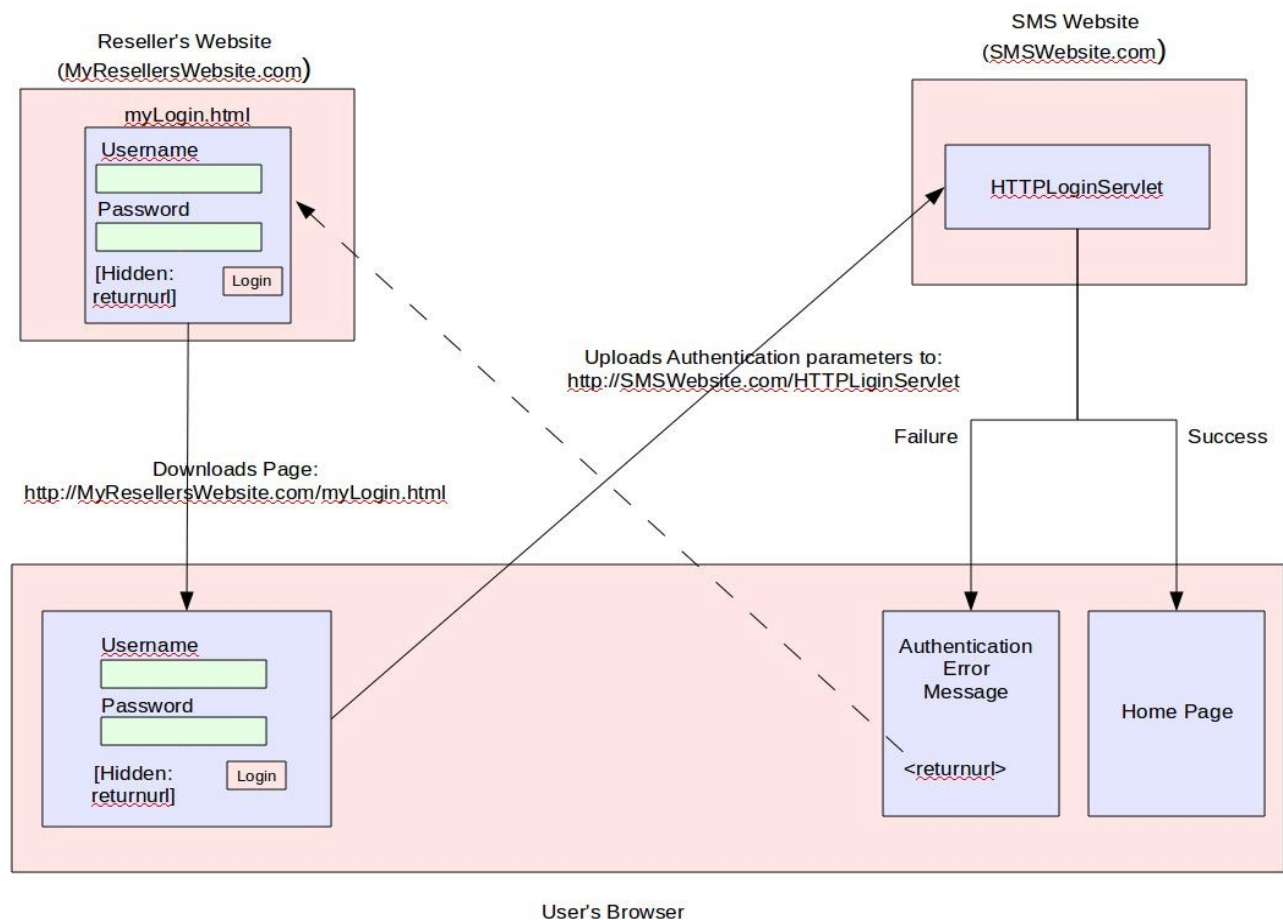 Reseller's Website
(MyResellersWebsite.com)
myLogin.html
Username
Password
[Hidden:
returnurl]
Login
SMS Website
(SMSWebsite.com)
HTTPLoginServlet
Uploads Authentication parameters to:
http://SMSWebsite.com/HTTPLiginServlet
Failure
Success
Downloads Page:
http://MyResellersWebsite.com/myLogin.html
Username
Password
[Hidden:
returnurl]
Login
Authentication
Error
Message
<returnurl>
Home Page
User's Browser